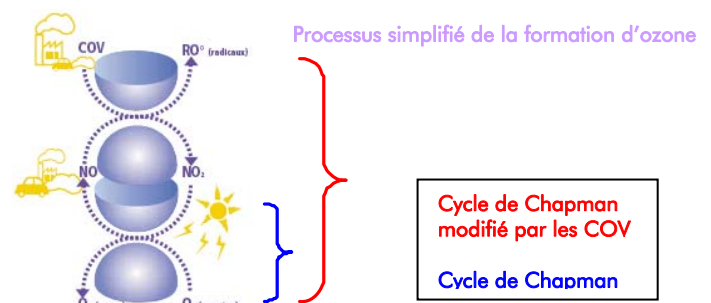 Processus simplifié de la formation d'ozone
COV
RO° (radicaux)
NO
NO₂
Cycle de Chapman
modifié par les COV
Cycle de Chapman